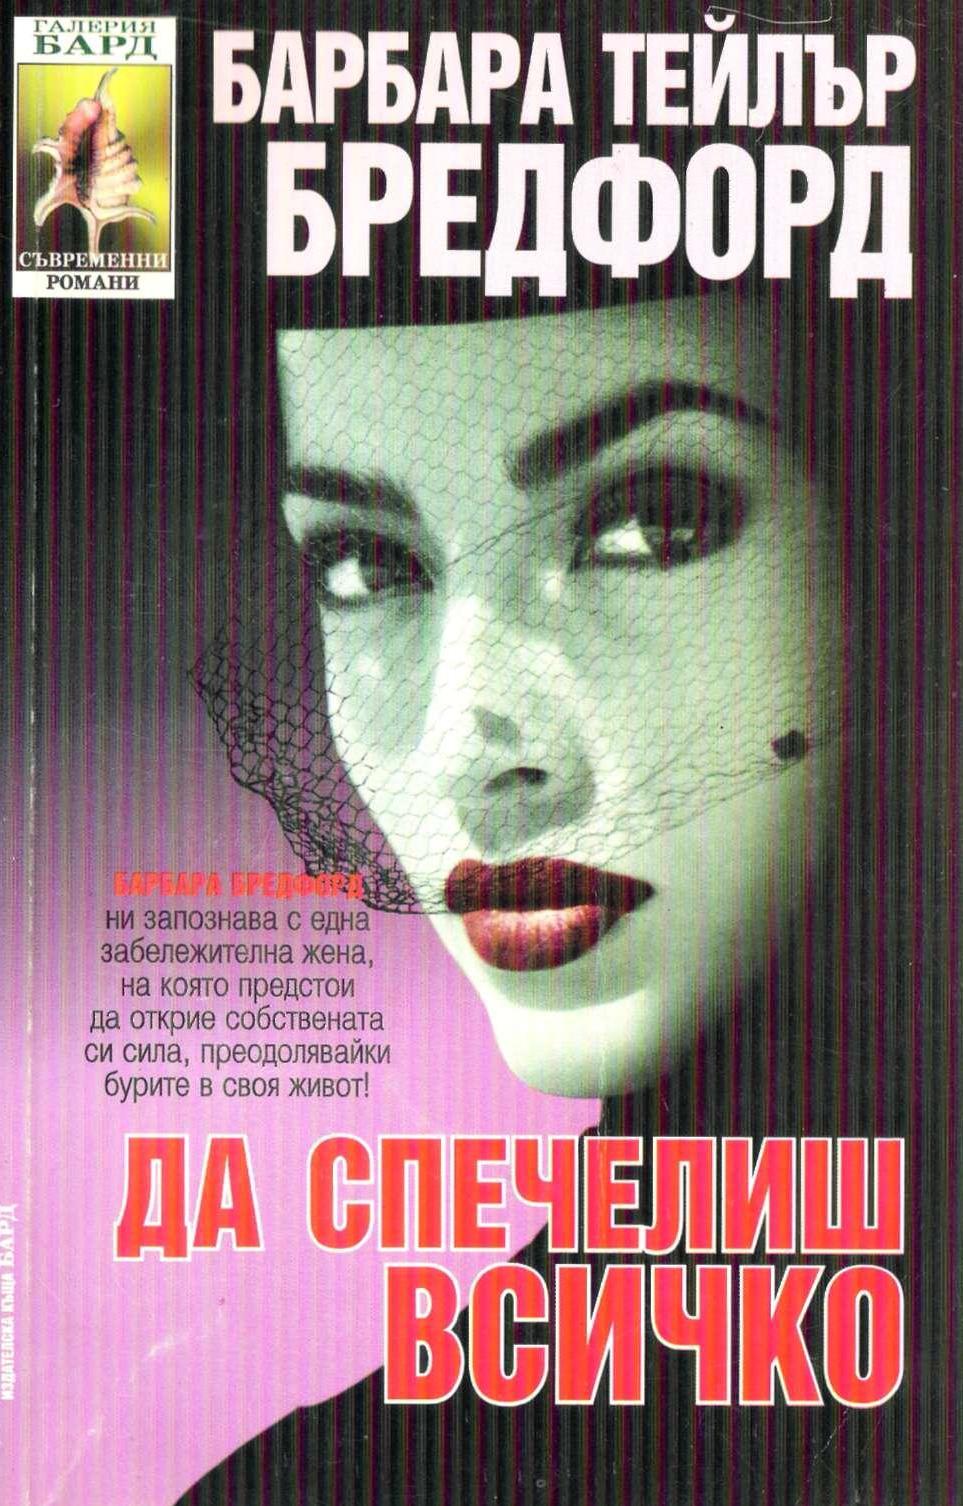 ГАЛЕРИЯ
БАРД
СЪВРЕМЕННИ
РОМАНИ
БАРБАРА ТЕЙЛЪР
БРЕДФОРД
БАРБАРА БРЕДФОРД
НИ ЗАПОЗНАВА С ЕДНА
ЗАБЕЛЕЖИТЕЛНА ЖЕНА,
НА КОЯТО ПРЕДСТОИ
ДА ОТКРИЕ СОБСТВЕНАТА
СИ СИЛА, ПРЕОДОЛЯВАЙКИ
БУРИТЕ В СВОЯ ЖИВОТ!
ДА СПЕЧЕЛИШ
ВСИЧКО
ИЗДАТЕЛСКА КЪЩА БАРД